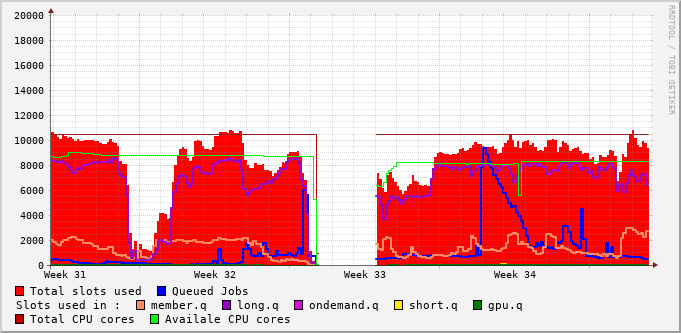 20000
18000
16000
14000
12000
10000
8000
6000
4000
2000
0
Week 31 Week 32 Week 33 Week 34
Total slots used Queued Jobs
Slots used in : member.q long.q ondemand.q short.q gpu.q
Total CPU cores Availale CPU cores
RRDTOOL / TOBI OETIKER